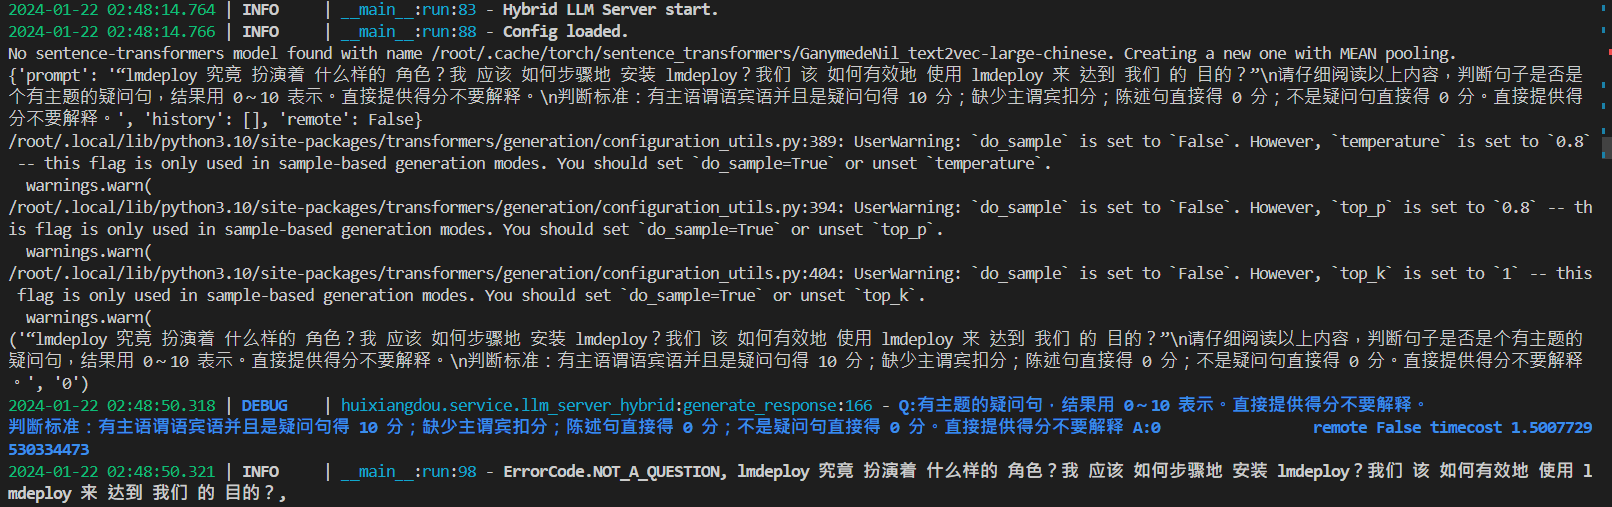 2024-01-22 02:48:14.764 | INFO     | __main__:run:83 - Hybrid LLM Server start.
2024-01-22 02:48:14.766 | INFO     | __main__:run:88 - Config loaded.
No sentence-transformers model found with name /root/.cache/torch/sentence_transformers/GanymedeNil_text2vec-large-chinese. Creating a new one with MEAN pooling.
{'prompt': '“lmdeploy 究竟 扮演着 什么样的 角色？我 应该 如何步骤地 安装 lmdeploy？我们 该 如何有效地 使用 lmdeploy 来 达到 我们 的 目的？”\n请仔细阅读以上内容，判断句子是否是
个有主题的疑问句，结果用 0～10 表示。直接提供得分不要解释。\n判断标准：有主语谓语宾语并且是疑问句得 10 分；缺少主谓宾扣分；陈述句直接得 0 分；不是疑问句直接得 0 分。直接提供得
分不要解释。', 'history': [], 'remote': False}
/root/.local/lib/python3.10/site-packages/transformers/generation/configuration_utils.py:389: UserWarning: `do_sample` is set to `False`. However, `temperature` is set to `0.8`
 -- this flag is only used in sample-based generation modes. You should set `do_sample=True` or unset `temperature`.
  warnings.warn(
/root/.local/lib/python3.10/site-packages/transformers/generation/configuration_utils.py:394: UserWarning: `do_sample` is set to `False`. However, `top_p` is set to `0.8` -- th
is flag is only used in sample-based generation modes. You should set `do_sample=True` or unset `top_p`.
  warnings.warn(
/root/.local/lib/python3.10/site-packages/transformers/generation/configuration_utils.py:404: UserWarning: `do_sample` is set to `False`. However, `top_k` is set to `1` -- this
 flag is only used in sample-based generation modes. You should set `do_sample=True` or unset `top_k`.
  warnings.warn(
('“lmdeploy 究竟 扮演着 什么样的 角色？我 应该 如何步骤地 安装 lmdeploy？我们 该 如何有效地 使用 lmdeploy 来 达到 我们 的 目的？”\n请仔细阅读以上内容，判断句子是否是个有主题的
疑问句，结果用 0～10 表示。直接提供得分不要解释。\n判断标准：有主语谓语宾语并且是疑问句得 10 分；缺少主谓宾扣分；陈述句直接得 0 分；不是疑问句直接得 0 分。直接提供得分不要解释
。', '0')
2024-01-22 02:48:50.318 | DEBUG    | huixiangdou.service.llm_server_hybrid:generate_response:166 - Q:有主题的疑问句，结果用 0～10 表示。直接提供得分不要解释。
判断标准：有主语谓语宾语并且是疑问句得 10 分；缺少主谓宾扣分；陈述句直接得 0 分；不是疑问句直接得 0 分。直接提供得分不要解释 A:0                remote False timecost 1.5007729
530334473
2024-01-22 02:48:50.321 | INFO     | __main__:run:98 - ErrorCode.NOT_A_QUESTION, lmdeploy 究竟 扮演着 什么样的 角色？我 应该 如何步骤地 安装 lmdeploy？我们 该 如何有效地 使用 l
mdeploy 来 达到 我们 的 目的？,